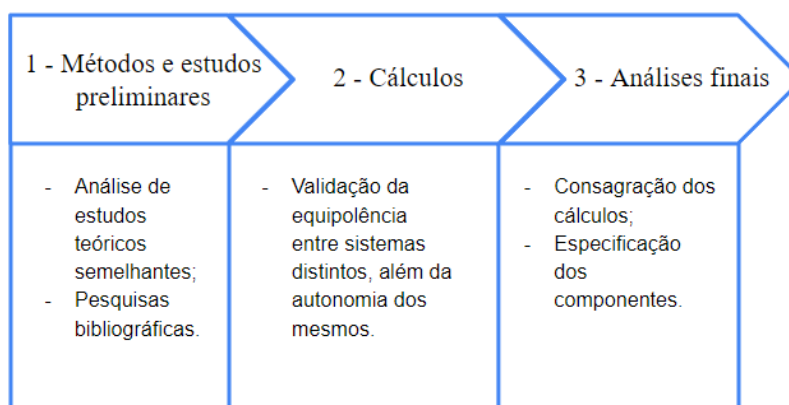 1 - Métodos e estudos
preliminares
2 - Cálculos
3 - Análises finais
- Análise de
estudos
teóricos
semelhantes;
- Pesquisas
bibliográficas.
- Validação da
equipolência
entre sistemas
distintos, além da
autonomia dos
mesmos.
- Consagração dos
cálculos;
- Especificação
dos
componentes.